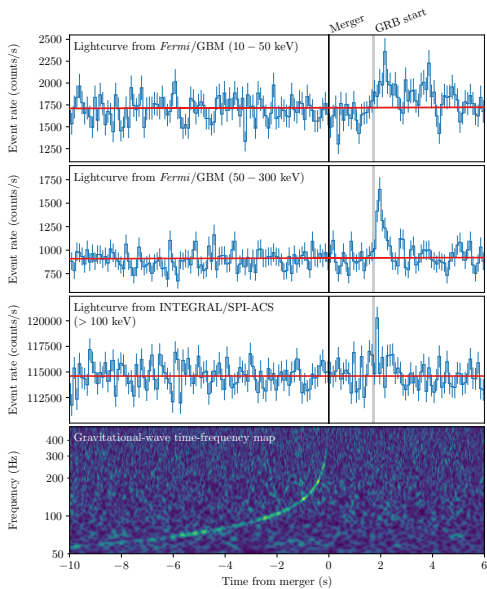 Merger GRB start
Lightcurve from Fermi/GBM (10 − 50 keV)
Event rate (counts/s)
2500
2250
2000
1750
1500
1250
Lightcurve from Fermi/GBM (50 − 300 keV)
Event rate (counts/s)
1750
1500
1250
1000
750
Lightcurve from INTEGRAL/SPI-ACS
(> 100 keV)
Event rate (counts/s)
120000
117500
115000
112500
Gravitational-wave time-frequency map
Frequency (Hz)
400
300
200
100
50
−10 −8 −6 −4 −2 0 2 4 6
Time from merger (s)